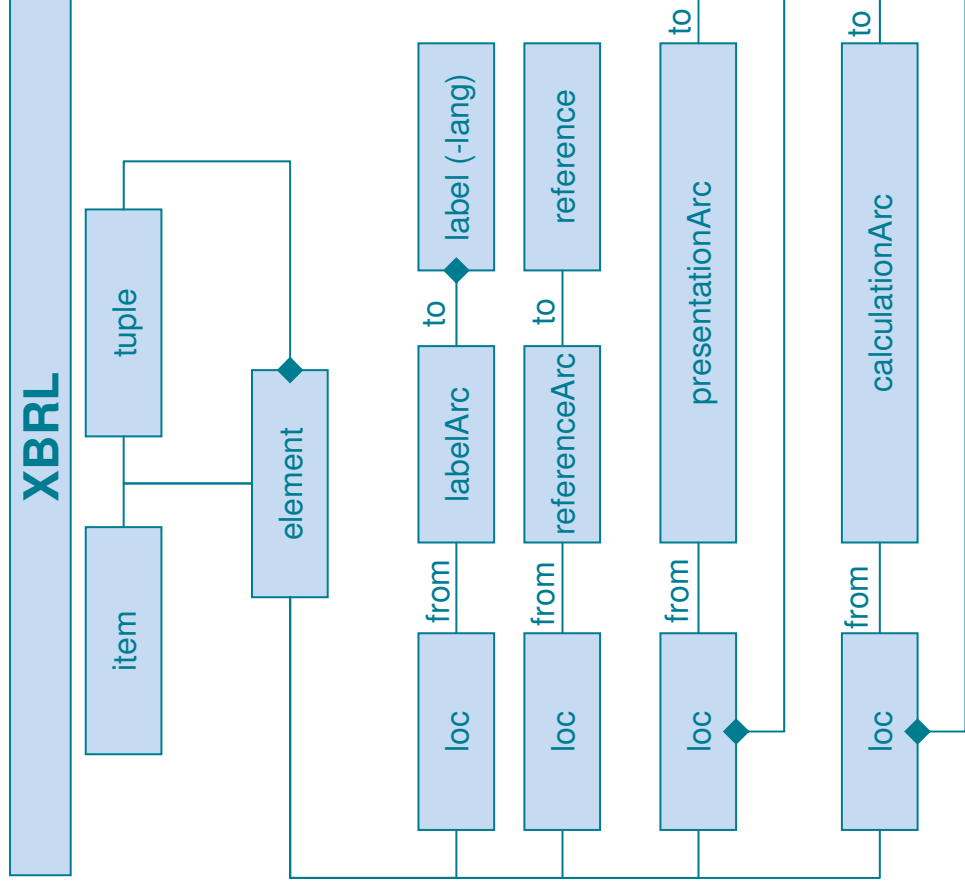 XBRL
item
tuple
element
loc
from
labelArc
to
label (-lang)
loc
from
referenceArc
to
reference
loc
from
presentationArc
to
loc
from
calculationArc
to